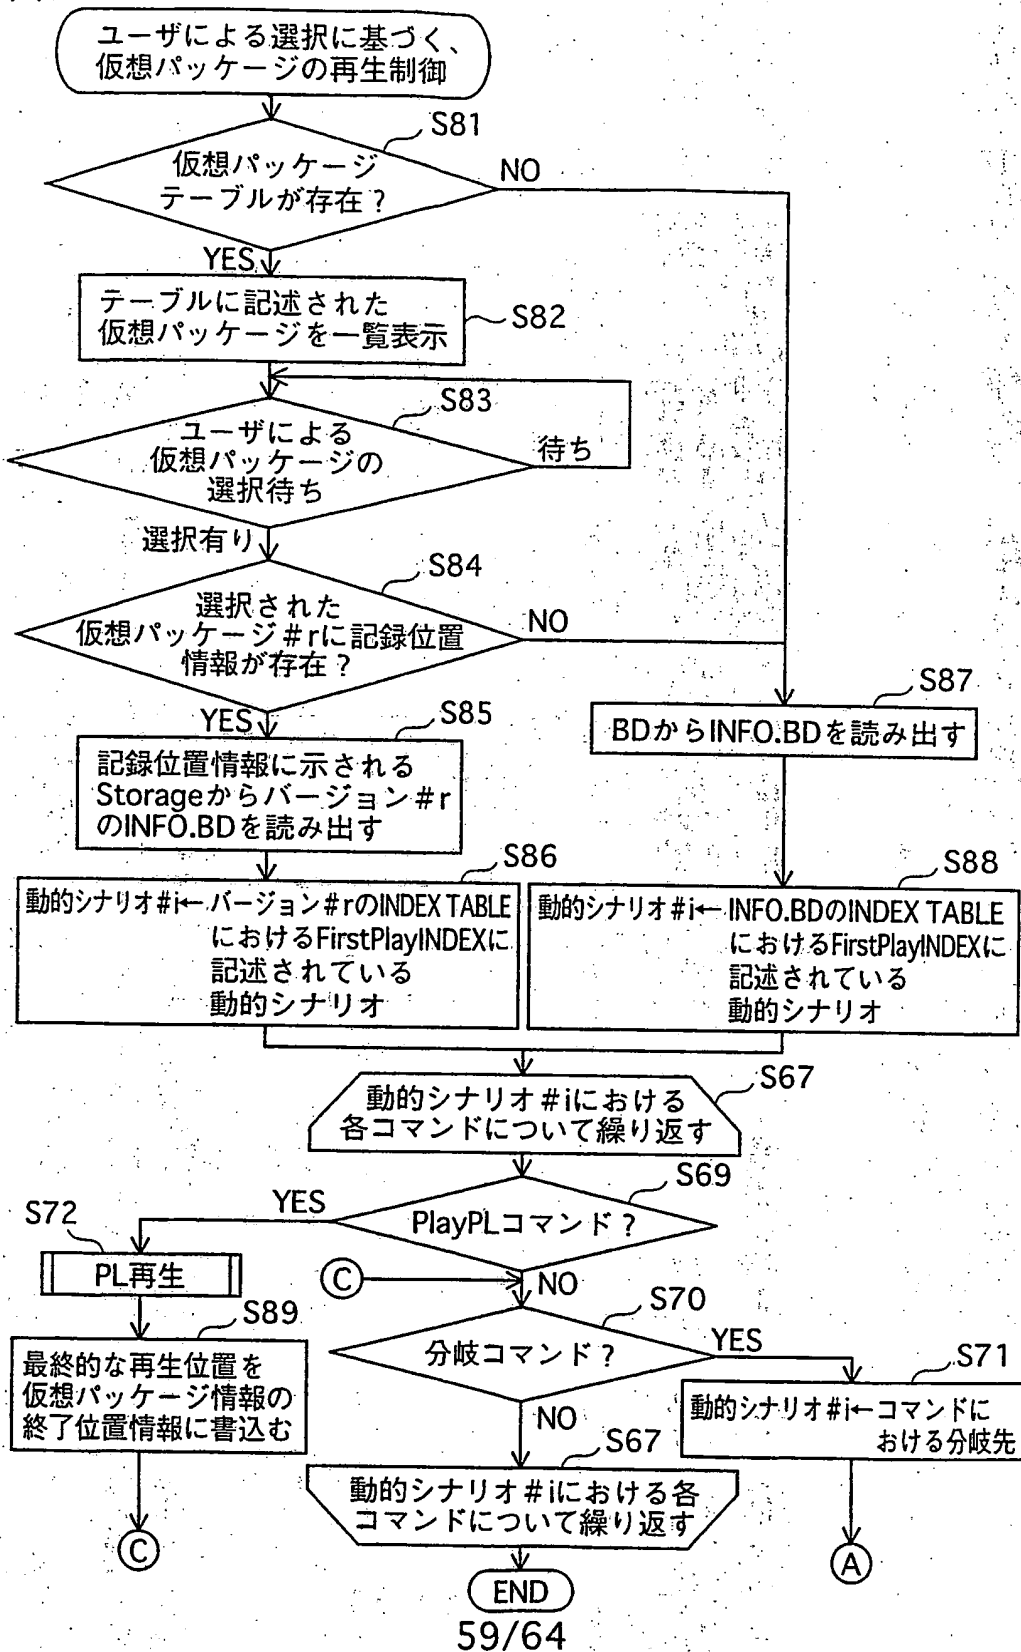 ユーザによる選択に基づく、
仮想パッケージの再生制御
S81
仮想パッケージ
テーブルが存在?
NO
YES
テーブルに記述された
仮想パッケージを一覧表示
S82
S83
ユーザによる
仮想パッケージの
選択待ち
待ち
選択有り
S84
選択された
仮想パッケージ#rに記録位置
情報が存在?
NO
YES
S85
記録位置情報に示される
Storageからバージョン#r
のINFO.BDを読み出す
S87
BDからINFO.BDを読み出す
S86
動的シナリオ#i←バージョン#rのINDEX TABLE
におけるFirstPlayINDEXに
記述されている
動的シナリオ
S88
動的シナリオ#i←INFO.BDのINDEX TABLE
におけるFirstPlayINDEXに
記述されている
動的シナリオ
S67
動的シナリオ#iにおける
各コマンドについて繰り返す
S69
PlayPLコマンド?
YES
NO
S72
PL再生
C
S89
最終的な再生位置を
仮想パッケージ情報の
終了位置情報に書込む
C
S70
分岐コマンド?
YES
NO
S71
動的シナリオ#i←コマンドに
おける分岐先
A
S67
動的シナリオ#iにおける各
コマンドについて繰り返す
END
59/64